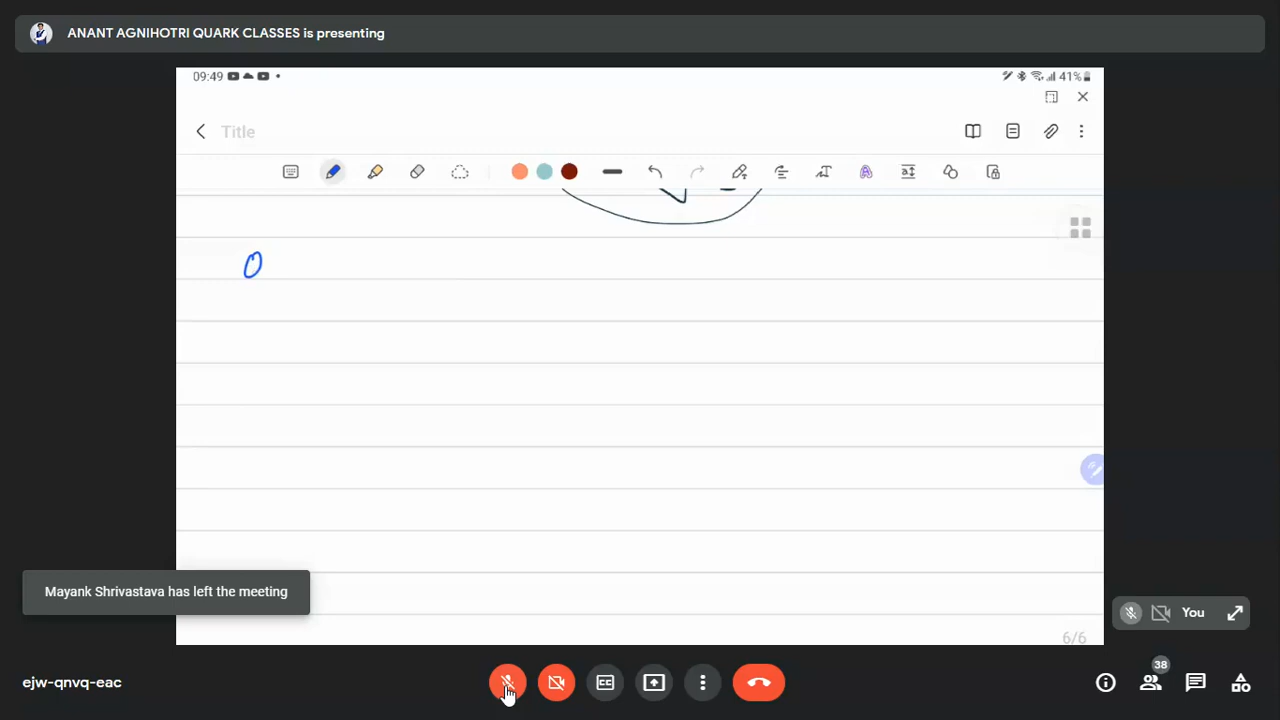 ANANT AGNIHOTRI QUARK CLASSES is presenting
09:49
41%
Title
O
Mayank Shrivastava has left the meeting
You
6/6
ejw-qnvq-eac
CC
38